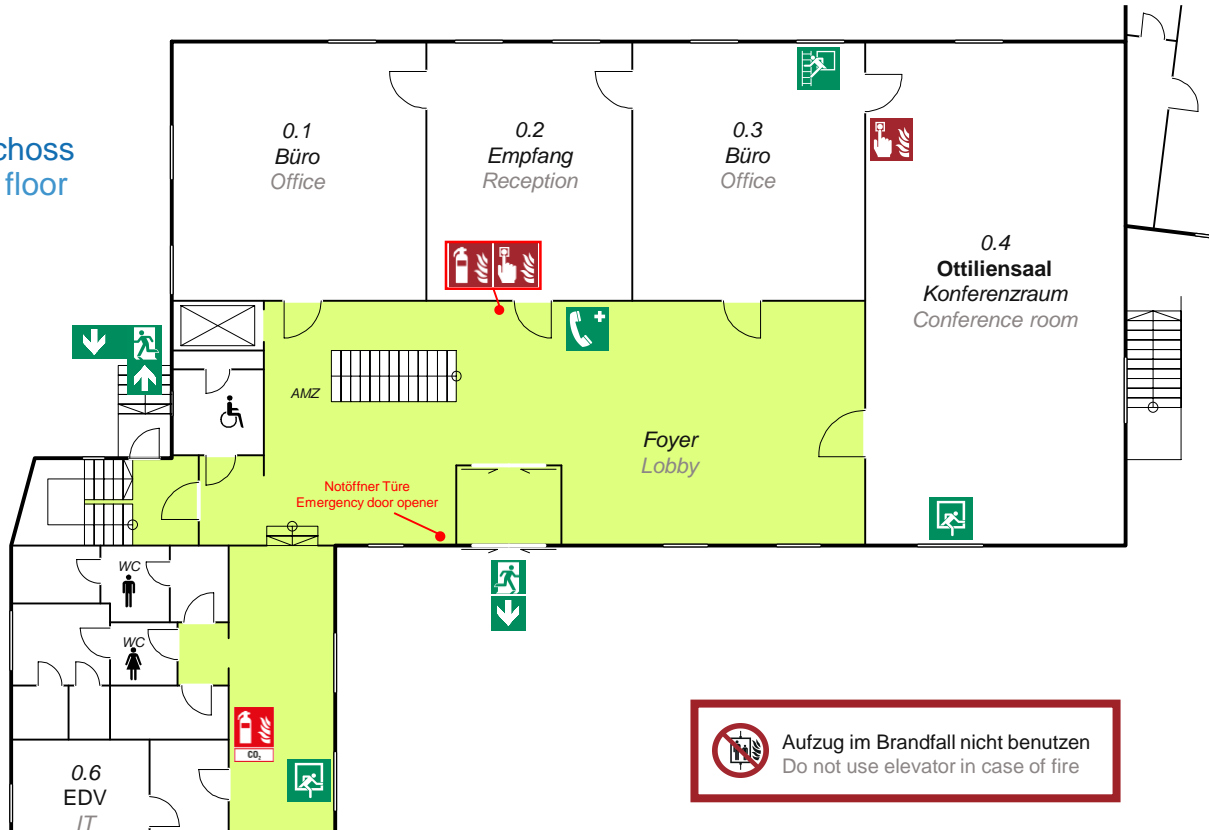 choss
floor
0.1
Büro
Office
0.2
Empfang
Reception
0.3
Büro
Office
0.4
Ottiliensaal
Konferenzraum
Conference room
AMZ
Foyer
Lobby
Notöffner Türe
Emergency door opener
WC
WC
CO₂
0.6
EDV
IT
Aufzug im Brandfall nicht benutzen
Do not use elevator in case of fire